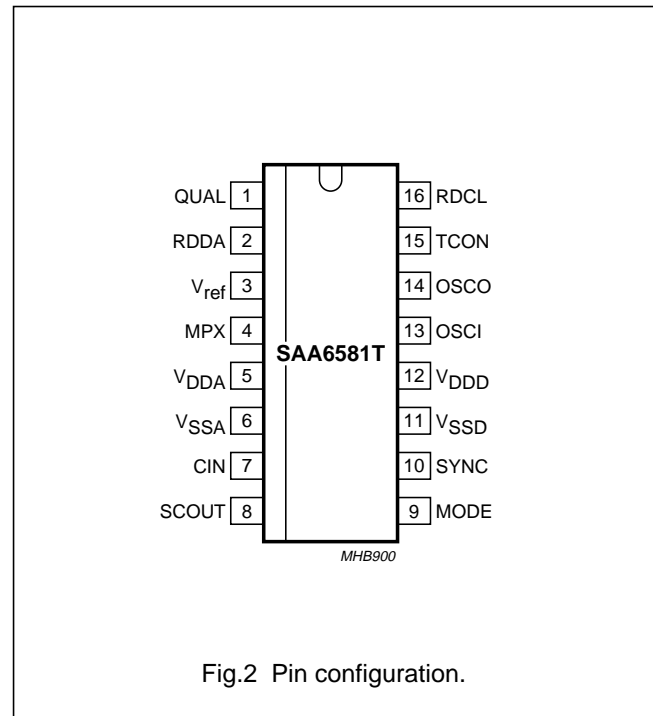 QUAL 1 16 RDCL
RDDA 2 15 TCON
Vref 3 14 OSCO
MPX 4 13 OSCI
SAA6581T
VDDA 5 12 VDDD
VSSA 6 11 VSSD
CIN 7 10 SYNC
SCOUT 8 9 MODE
MHB900
Fig.2 Pin configuration.